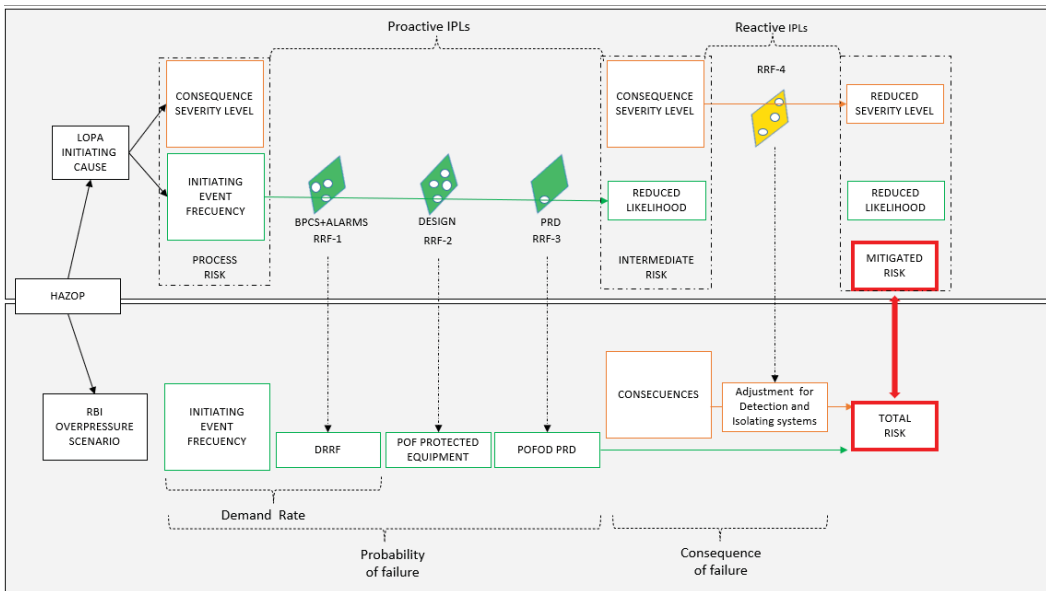 Proactive IPLs
Reactive IPLs
RRF-4
CONSEQUENCE
SEVERITY LEVEL
CONSEQUENCE
SEVERITY LEVEL
REDUCED
SEVERITY LEVEL
LOPA
INITIATING
CAUSE
INITIATING
EVENT
FRECUENCY
BPCS+ALARMS
RRF-1
DESIGN
RRF-2
PRD
RRF-3
REDUCED
LIKELIHOOD
REDUCED
LIKELIHOOD
PROCESS
RISK
INTERMEDIATE
RISK
MITIGATED
RISK
HAZOP
RBI
OVERPRESSURE
SCENARIO
INITIATING
EVENT
FRECUENCY
DRRF
POF PROTECTED
EQUIPMENT
POFOD PRD
CONSECUENCES
Adjustment for
Detection and
Isolating systems
TOTAL
RISK
Demand Rate
Probability
of failure
Consequence
of failure